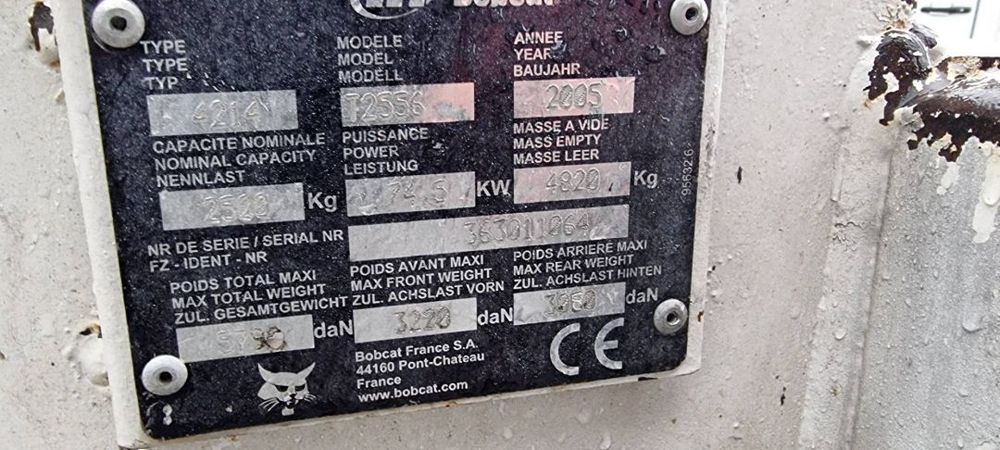 bobcat
TYPE MODELE ANNEE
TYPE MODEL YEAR
TYP MODELL BAUJAHR
4214 T2556 2005
CAPACITE NOMINALE PUISSANCE MASSE A VIDE
NOMINAL CAPACITY POWER MASS EMPTY
NENNLAST LEISTUNG MASSE LEER
2500 Kg 74.5 KW 4820 Kg
956332.6
NR DE SERIE / SERIAL NR 363011064
FZ - IDENT - NR
POIDS TOTAL MAXI POIDS AVANT MAXI POIDS ARRIERE MAXI
MAX TOTAL WEIGHT MAX FRONT WEIGHT MAX REAR WEIGHT
ZUL. GESAMTGEWICHT ZUL. ACHSLAST VORN ZUL. ACHSLAST HINTEN
daN 3220 daN daN
Bobcat France S.A.
44160 Pont-Chateau
France
www.bobcat.com
CE